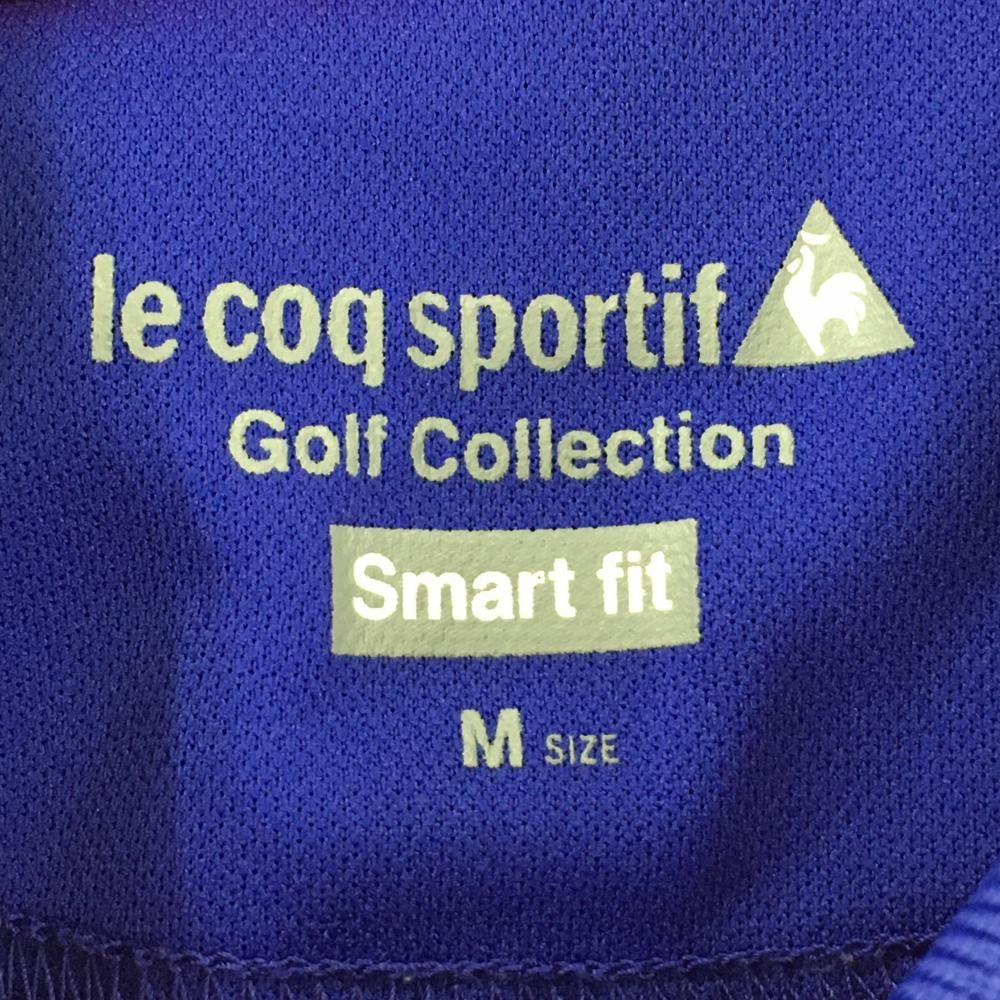 le coq sportif
Golf Collection
Smart fit
M SIZE